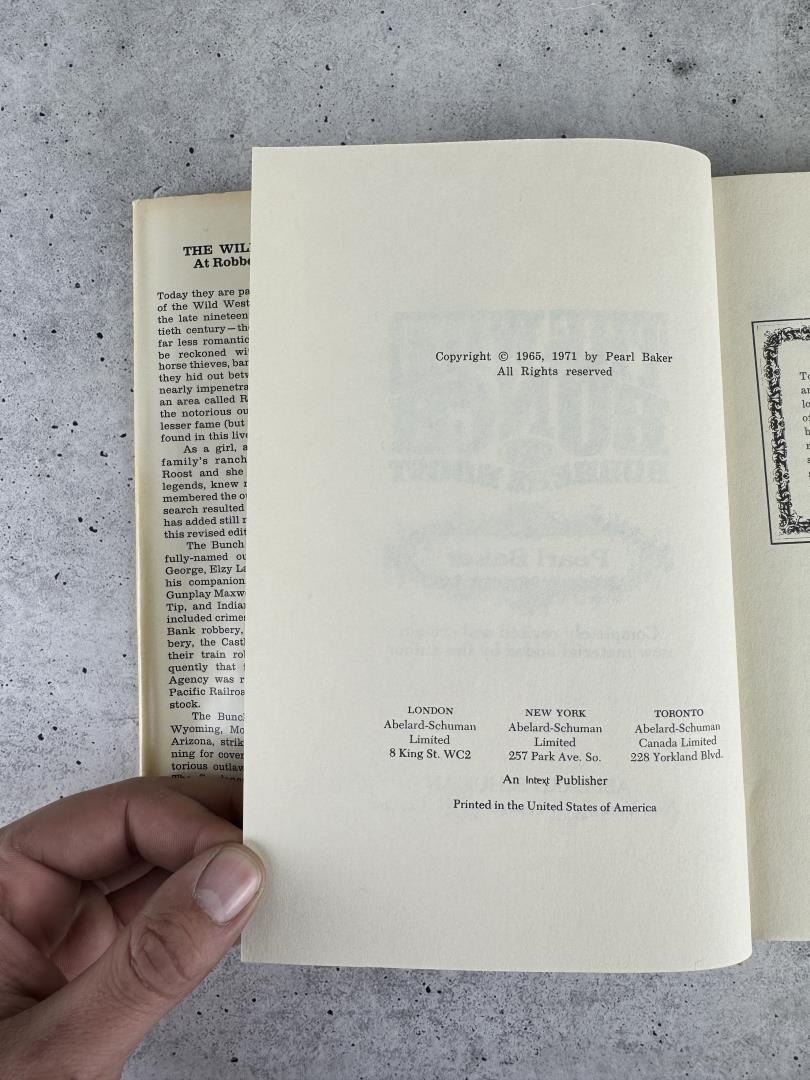 THE WIL
At Robbe
Today they are pa
of the Wild West
the late nineteen
tieth century—the
far less romantic
be reckoned wi
horse thieves, ban
they hid out betw
nearly impenetra
an area called R
the notorious ou
lesser fame (but
found in this live
As a girl, a
family's ranch
Roost and she
legends, knew r
membered the o
search resulted
has added still r
this revised edit
The Bunch
fully-named ou
George, Elzy La
his companion
Gunplay Maxw
Tip, and Indian
included crimes
Bank robbery,
bery, the Cast
their train ro
quently that
Agency was r
Pacific Railroa
stock.
The Bunc
Wyoming, Mo
Arizona, strik
ning for cover
torious outlaw
Copyright © 1965, 1971 by Pearl Baker
All Rights reserved
LONDON
Abelard-Schuman
Limited
8 King St. WC2
NEW YORK
Abelard-Schuman
Limited
257 Park Ave. So.
TORONTO
Abelard-Schuman
Canada Limited
228 Yorkland Blvd.
An Intext Publisher
Printed in the United States of America